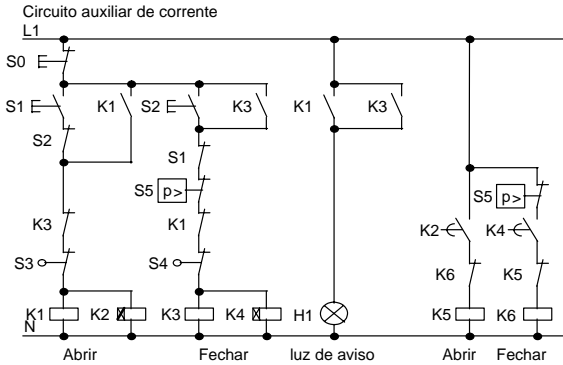 Circuito auxiliar de corrente
L1
S0
S1 K1 S2 K3 K1 K3
S2
S1
S5 p>
S5 p>
K3 K1
K2 K4
S3 S4
K6 K5
K1 K2 K3 K4 H1 K5 K6
N
Abrir Fechar luz de aviso Abrir Fechar